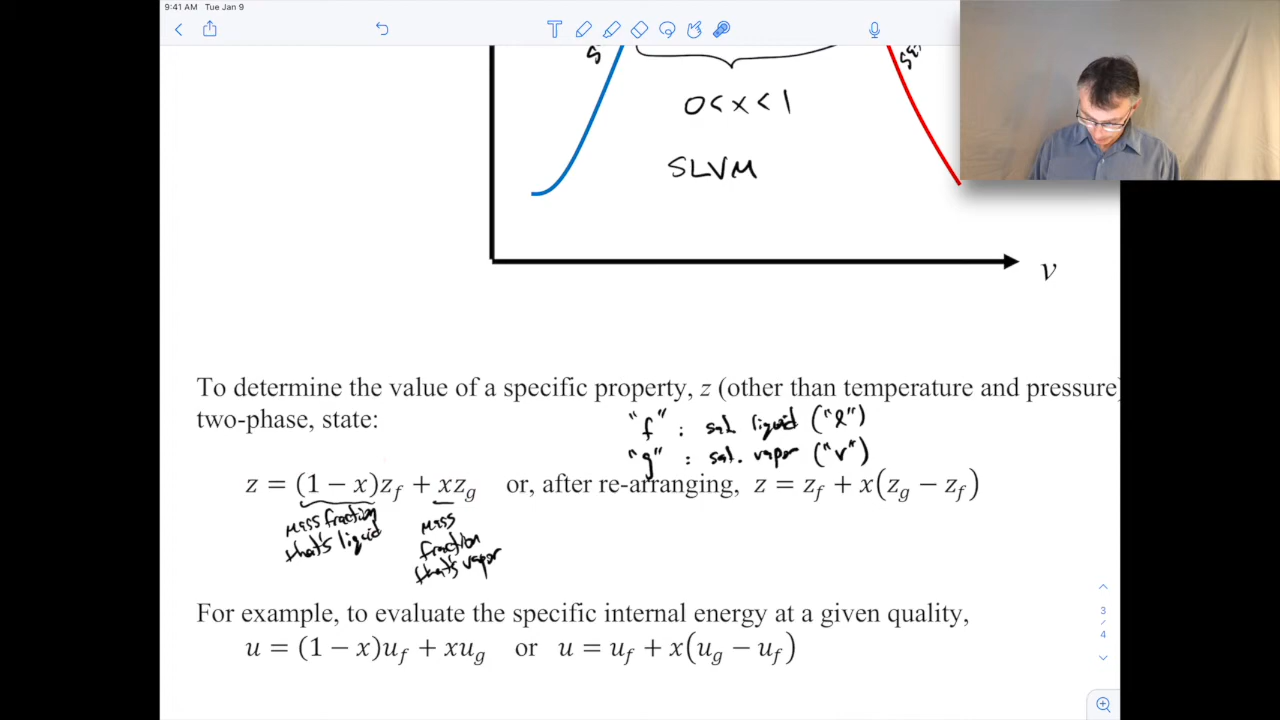 9:41 AM Tue Jan 9
0 < x < 1
SLVM
v
To determine the value of a specific property, z (other than temperature and pressure)
two-phase, state:
"f" : sat. liquid ("l")
"g" : sat. vapor ("v")
z = (1 − x)z_f + xz_g or, after re-arranging, z = z_f + x(z_g − z_f)
mass fraction
that's liquid
mass
fraction
that's vapor
For example, to evaluate the specific internal energy at a given quality,
u = (1 − x)u_f + xu_g or u = u_f + x(u_g − u_f)
3
/
4